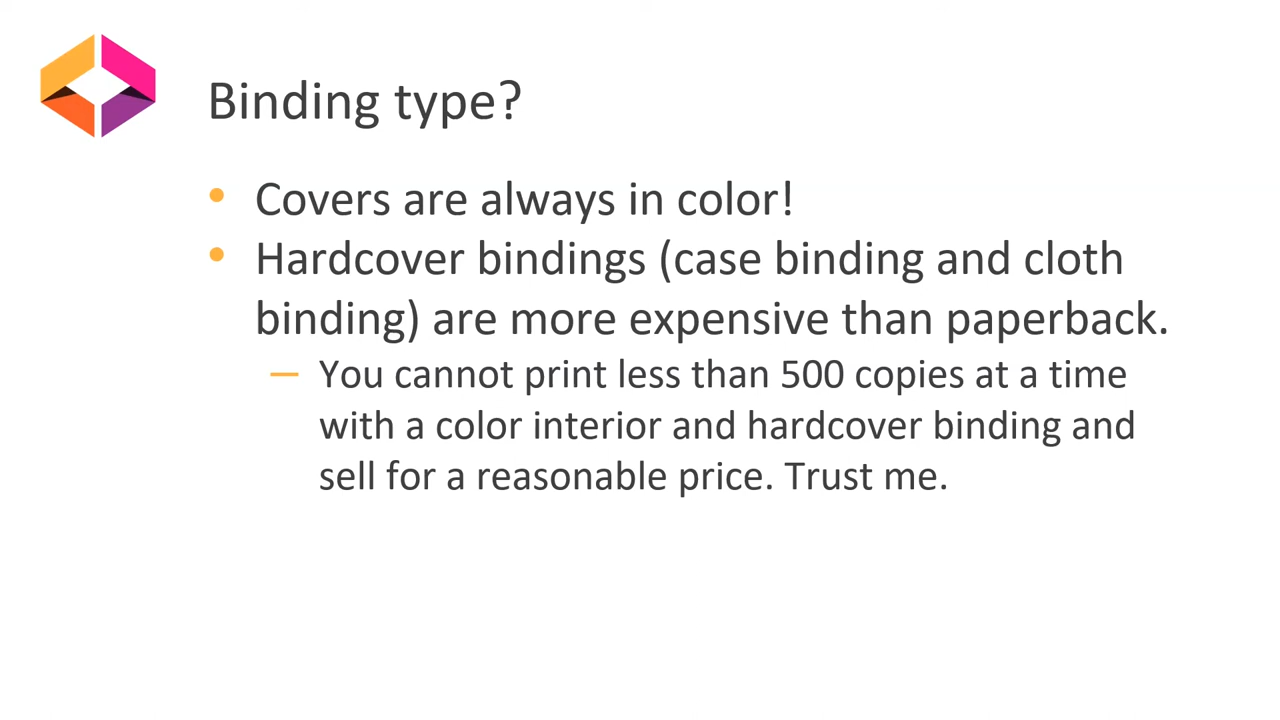 Binding type?
• Covers are always in color!
• Hardcover bindings (case binding and cloth
binding) are more expensive than paperback.
– You cannot print less than 500 copies at a time
with a color interior and hardcover binding and
sell for a reasonable price. Trust me.